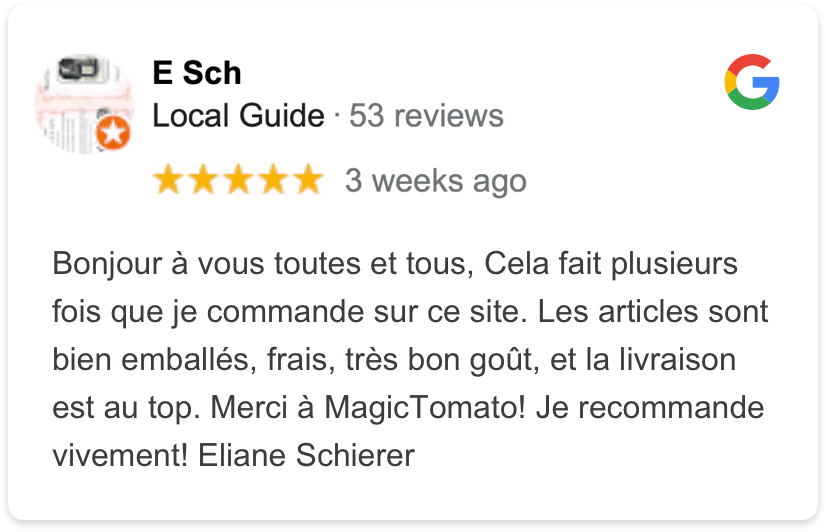 E Sch
Local Guide · 53 reviews
3 weeks ago
Bonjour à vous toutes et tous, Cela fait plusieurs
fois que je commande sur ce site. Les articles sont
bien emballés, frais, très bon goût, et la livraison
est au top. Merci à MagicTomato! Je recommande
vivement! Eliane Schierer